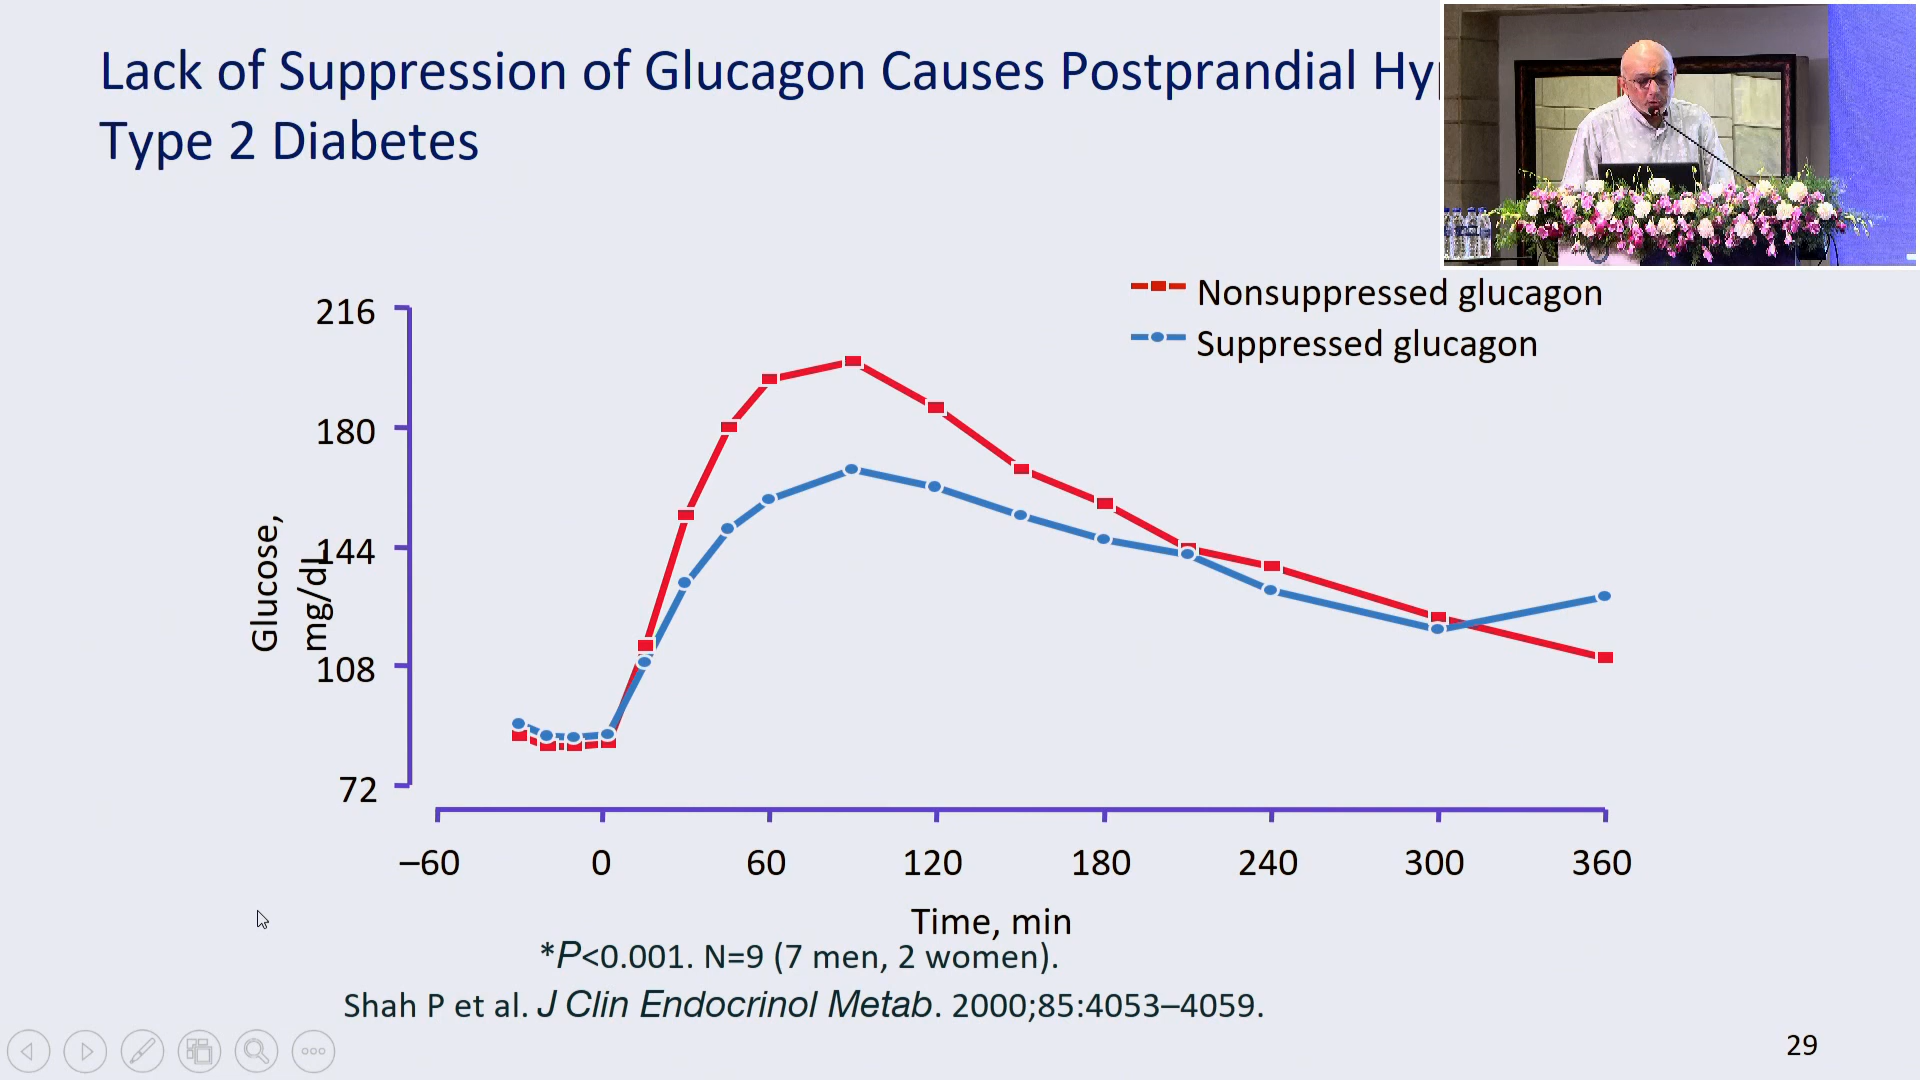 Lack of Suppression of Glucagon Causes Postprandial
Type 2 Diabetes
Nonsuppressed glucagon
Suppressed glucagon
216
180
144
108
72
Glucose,
mg/dL
–60 0 60 120 180 240 300 360
Time, min
*P<0.001. N=9 (7 men, 2 women).
Shah P et al. J Clin Endocrinol Metab. 2000;85:4053–4059.
29